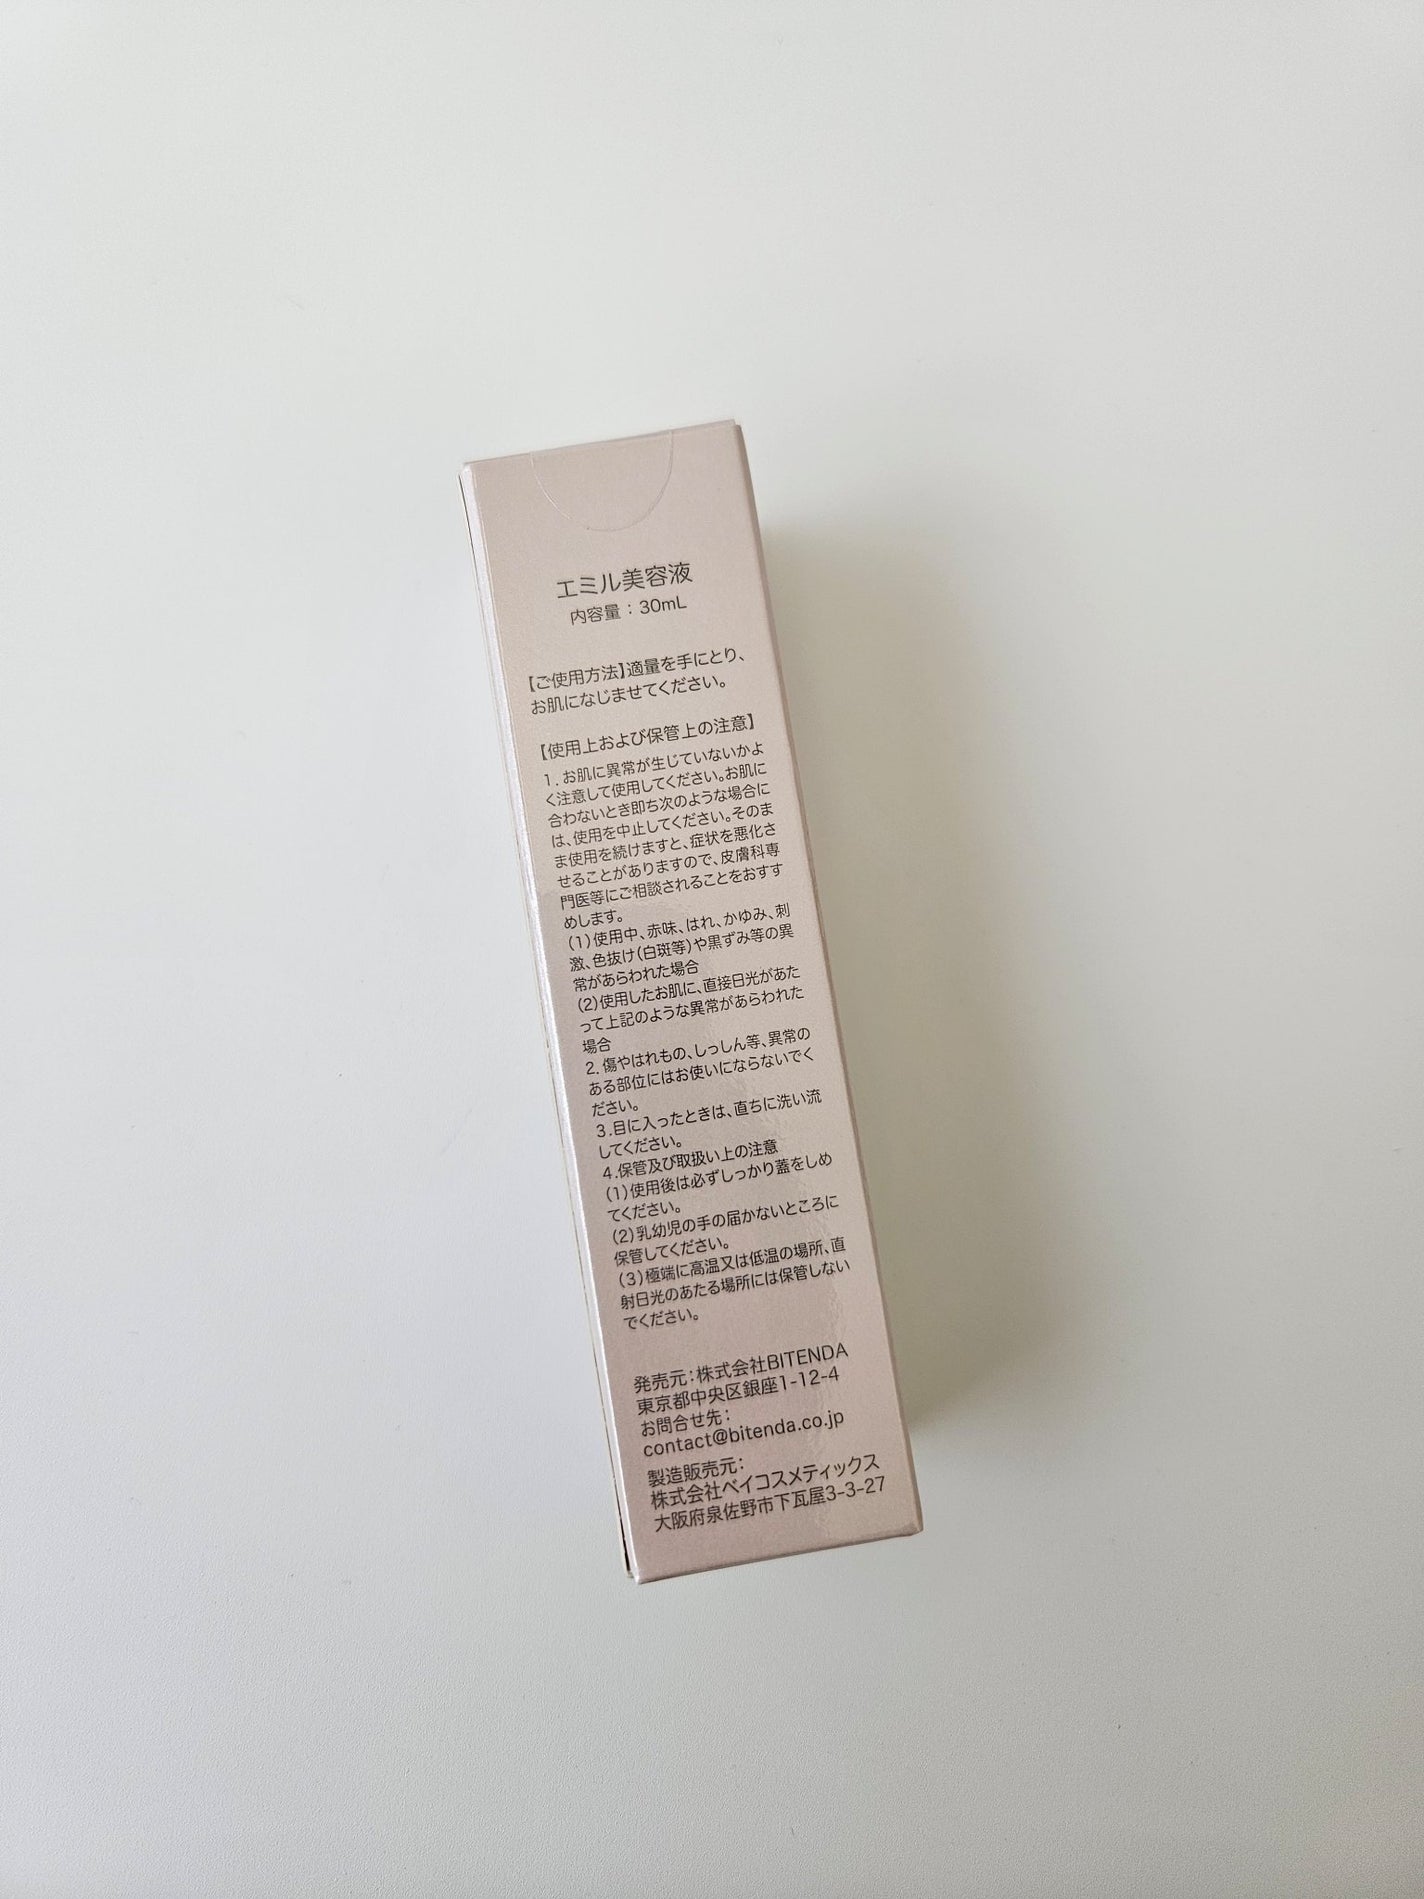 エミル美容液
内容量：30mL
【ご使用方法】適量を手にとり、
お肌になじませてください。
【使用上および保管上の注意】
1．お肌に異常が生じていないかよ
く注意して使用してください。お肌に
合わないとき即ち次のような場合に
は、使用を中止してください。そのま
ま使用を続けますと、症状を悪化さ
せることがありますので、皮膚科専
門医等にご相談されることをおすす
めします。
（1）使用中、赤味、はれ、かゆみ、刺
激、色抜け（白斑等）や黒ずみ等の異
常があらわれた場合
（2）使用したお肌に、直接日光があた
って上記のような異常があらわれた
場合
2．傷やはれもの、しっしん等、異常の
ある部位にはお使いにならないでく
ださい。
3．目に入ったときは、直ちに洗い流
してください。
4．保管及び取扱い上の注意
（1）使用後は必ずしっかり蓋をしめ
てください。
（2）乳幼児の手の届かないところに
保管してください。
（3）極端に高温又は低温の場所、直
射日光のあたる場所には保管しない
でください。
発売元：株式会社BITENDA
東京都中央区銀座1-12-4
お問合せ先：
contact@bitenda.co.jp
製造販売元：
株式会社ベイコスメティックス
大阪府泉佐野市下瓦屋3-3-27